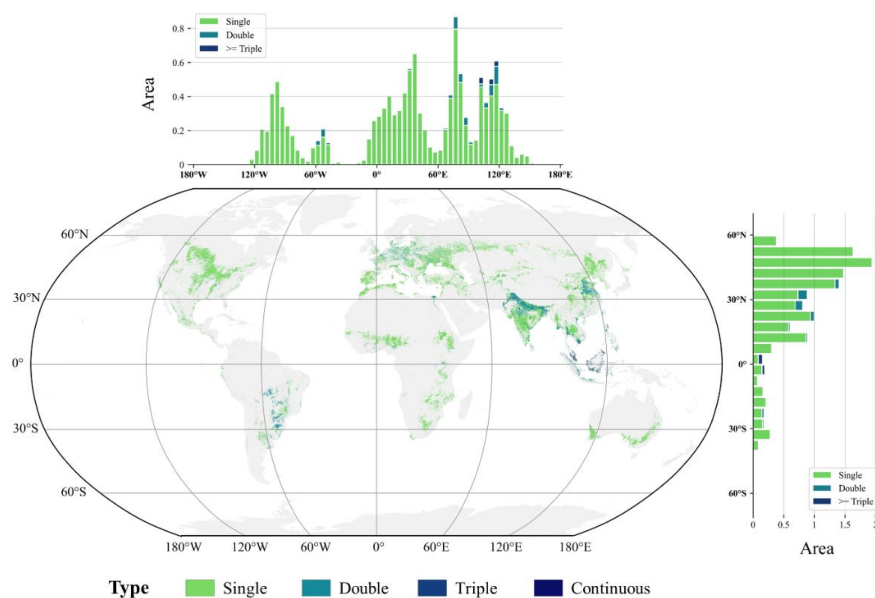 Single
Double
>= Triple
0.8
0.6
0.4
0.2
0
Area
180°W 120°W 60°W 0° 60°E 120°E 180°E
60°N
30°N
0°
30°S
60°S
180°W 120°W 60°W 0° 60°E 120°E 180°E
60°N
30°N
0°
30°S
60°S
Single
Double
>= Triple
0 0.5 1 1.5 2
Area
Type Single Double Triple Continuous